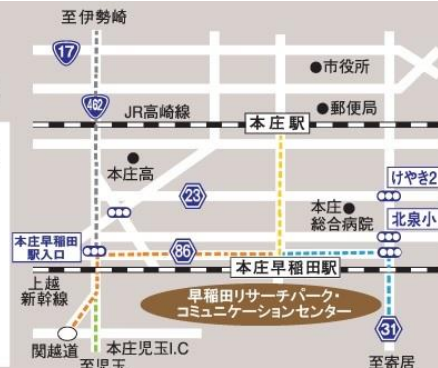 至伊勢崎
17
●市役所
462
JR高崎線
●郵便局
本庄駅
本庄高
けやき2
23
本庄●
総合病院
北泉小
本庄早稲田
駅入口
86
本庄早稲田駅
上越
新幹線
早稲田リサーチパーク・
コミュニケーションセンター
31
関越道
本庄児玉I.C
至児玉
至寄居